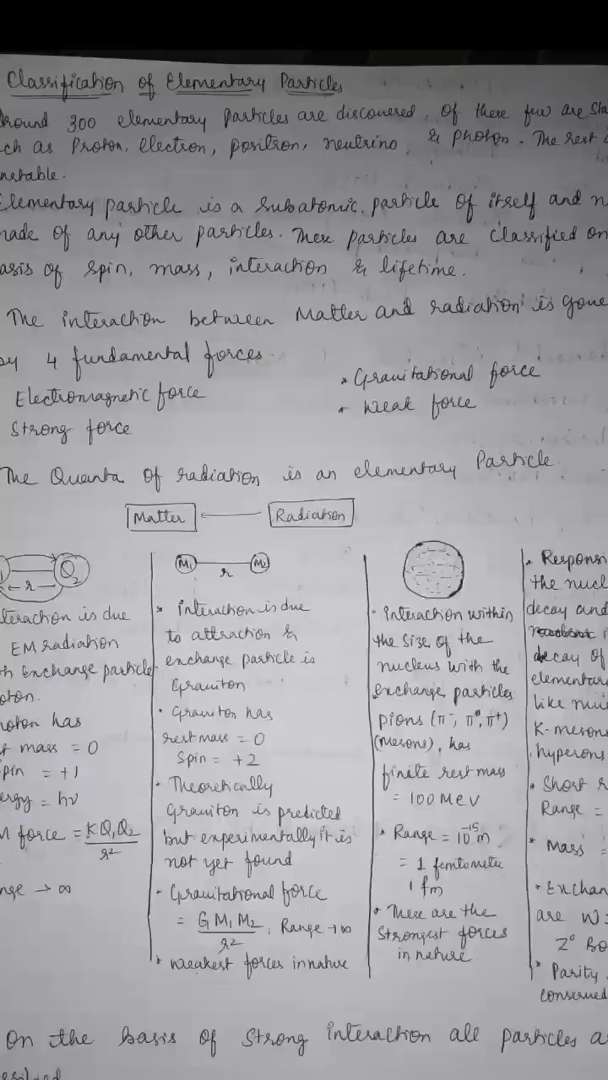 Classification of Elementary Particles
round 300 elementary particles are discovered, of these few are Sta
ch as Proton, electron, positron, neutrino, & Photon. The rest
nstable.
Elementary particle is a Subatomic particle of itself and n
made of any other particles. These particles are classified on
asis of spin, mass, interaction & lifetime.
The interaction between Matter and radiation is gove
by 4 fundamental forces.
Electromagnetic force
• Gravitational force
Strong force
• Weak force
The Quanta of radiation is an elementary Particle
Matter
Radiation
r
Q2
teraction is due
EM radiation
th Exchange particle
oton.
hoton has
t mass = 0
pin = +1
ergy = hν
M force = KQ1Q2/r2
nge → ∞
M1
M2
r
• interaction is due
to attraction &
exchange particle is
Graviton
• Graviton has
rest mass = 0
Spin = +2
• Theoretically
Graviton is predicted
but experimentally it is
not yet found
• Gravitational force
= G M1 M2/r2, Range → ∞
• Weakest forces in nature
• interaction within
the size of the
nucleus with the
exchange particles
pions (π-, π0, π+)
(mesons), has
finite rest mass
= 100 MeV
• Range = 10-15 m
= 1 femtomete
1 fm
• These are the
Strongest forces
in nature
• Responsi
the nucl
decay and
decay of
elementar
like
K-mesons
hyperons
• Short r
Range =
• Mass =
• Exchan
are W±
Z° Bo
• Parity
conserved
On the basis of Strong interaction all particles a